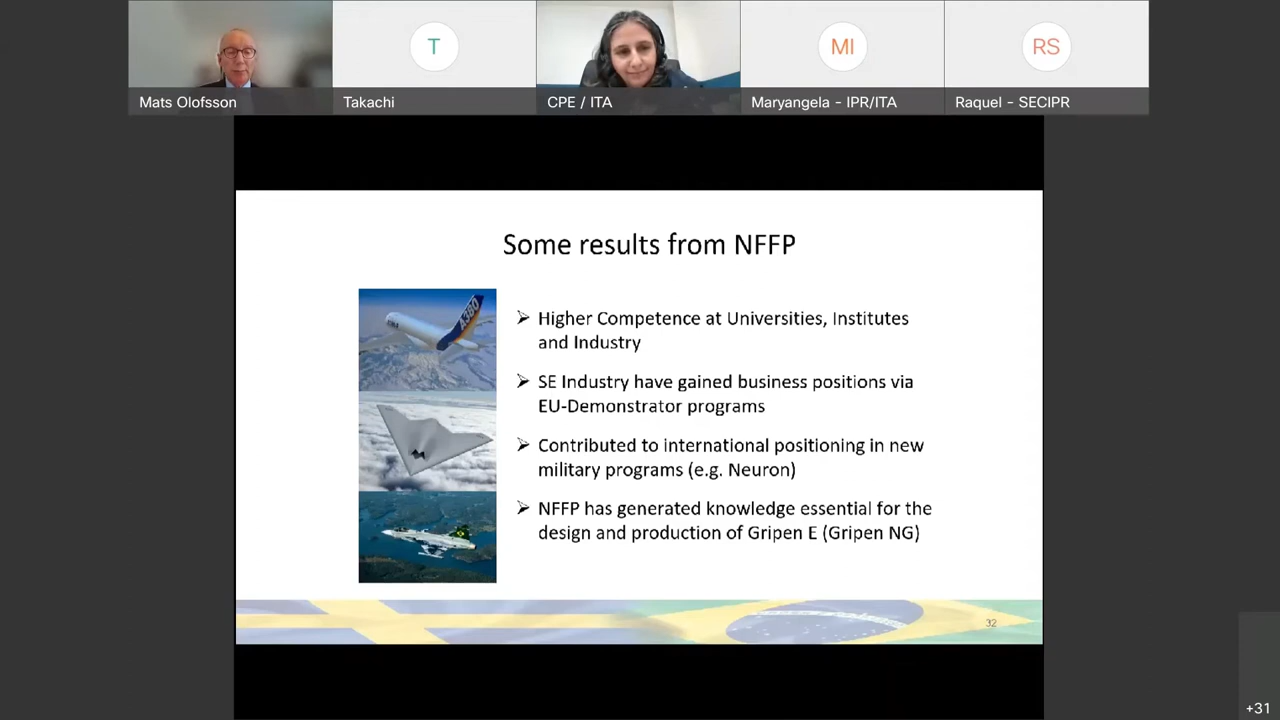 T
MI
RS
Mats Olofsson
Takachi
CPE / ITA
Maryangela - IPR/ITA
Raquel - SECIPR
Some results from NFFP
A380
➢ Higher Competence at Universities, Institutes
and Industry
➢ SE Industry have gained business positions via
EU-Demonstrator programs
➢ Contributed to international positioning in new
military programs (e.g. Neuron)
➢ NFFP has generated knowledge essential for the
design and production of Gripen E (Gripen NG)
32
+31